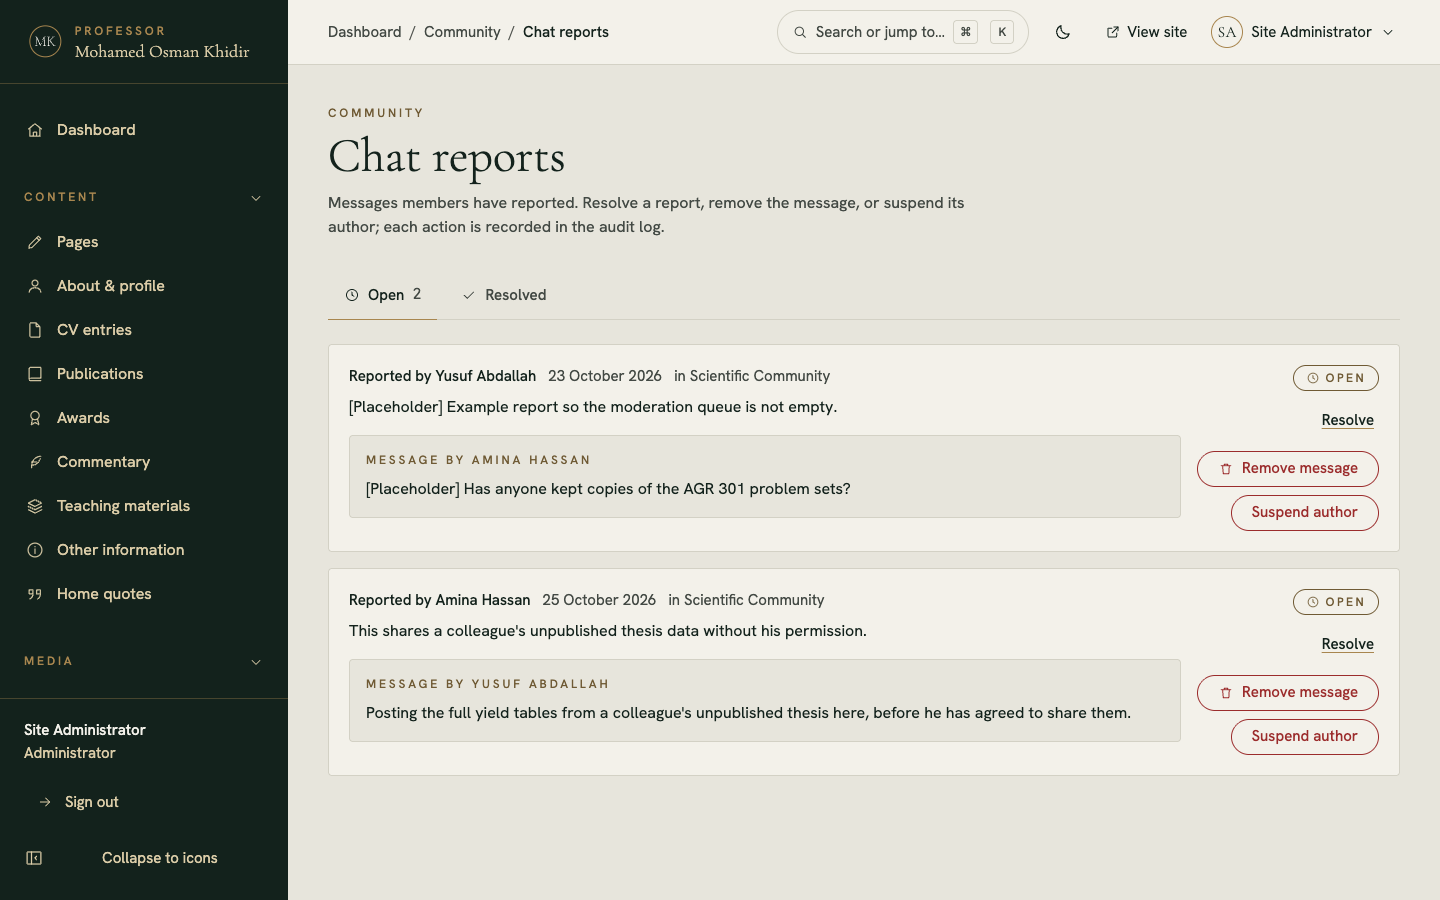 MK
PROFESSOR
Mohamed Osman Khidir
Dashboard
CONTENT
Pages
About & profile
CV entries
Publications
Awards
Commentary
Teaching materials
Other information
Home quotes
MEDIA
Site Administrator
Administrator
Sign out
Collapse to icons
Dashboard / Community / Chat reports
Search or jump to... ⌘ K
View site
SA Site Administrator
COMMUNITY
Chat reports
Messages members have reported. Resolve a report, remove the message, or suspend its
author; each action is recorded in the audit log.
Open 2
Resolved
Reported by Yusuf Abdallah 23 October 2026 in Scientific Community
OPEN
[Placeholder] Example report so the moderation queue is not empty.
Resolve
MESSAGE BY AMINA HASSAN
[Placeholder] Has anyone kept copies of the AGR 301 problem sets?
Remove message
Suspend author
Reported by Amina Hassan 25 October 2026 in Scientific Community
OPEN
This shares a colleague's unpublished thesis data without his permission.
Resolve
MESSAGE BY YUSUF ABDALLAH
Posting the full yield tables from a colleague's unpublished thesis here, before he has agreed to share them.
Remove message
Suspend author